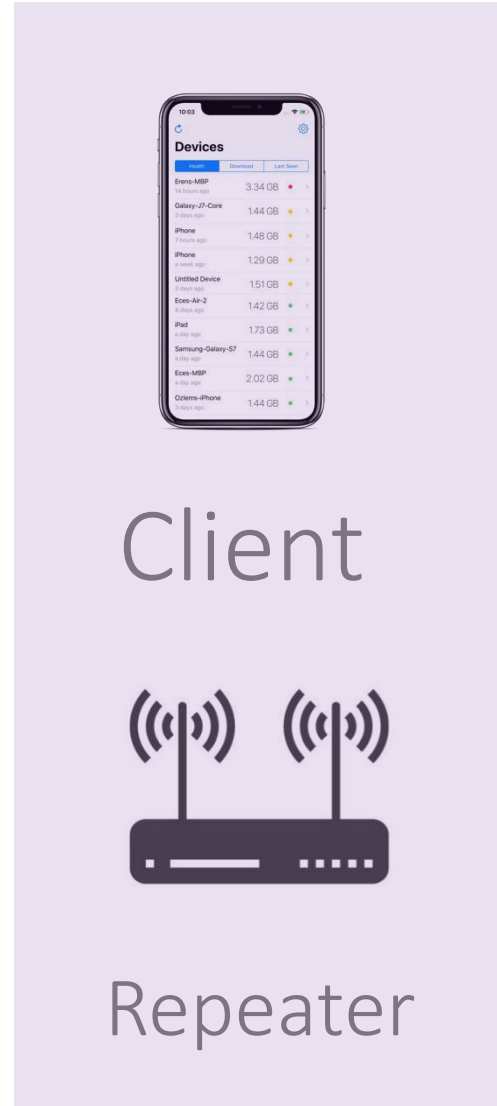 10:03
Devices
Health Download Last Seen
Erens-MBP
14 hours ago
3.34 GB
Galaxy-J7-Core
3 days ago
1.44 GB
iPhone
7 hours ago
1.48 GB
iPhone
a week ago
1.29 GB
Untitled Device
3 days ago
1.51 GB
Eces-Air-2
4 days ago
1.42 GB
iPad
a day ago
1.73 GB
Samsung-Galaxy-S7
a day ago
1.44 GB
Eces-MBP
a day ago
2.02 GB
Ozlems-iPhone
3 days ago
1.44 GB
Client
Repeater